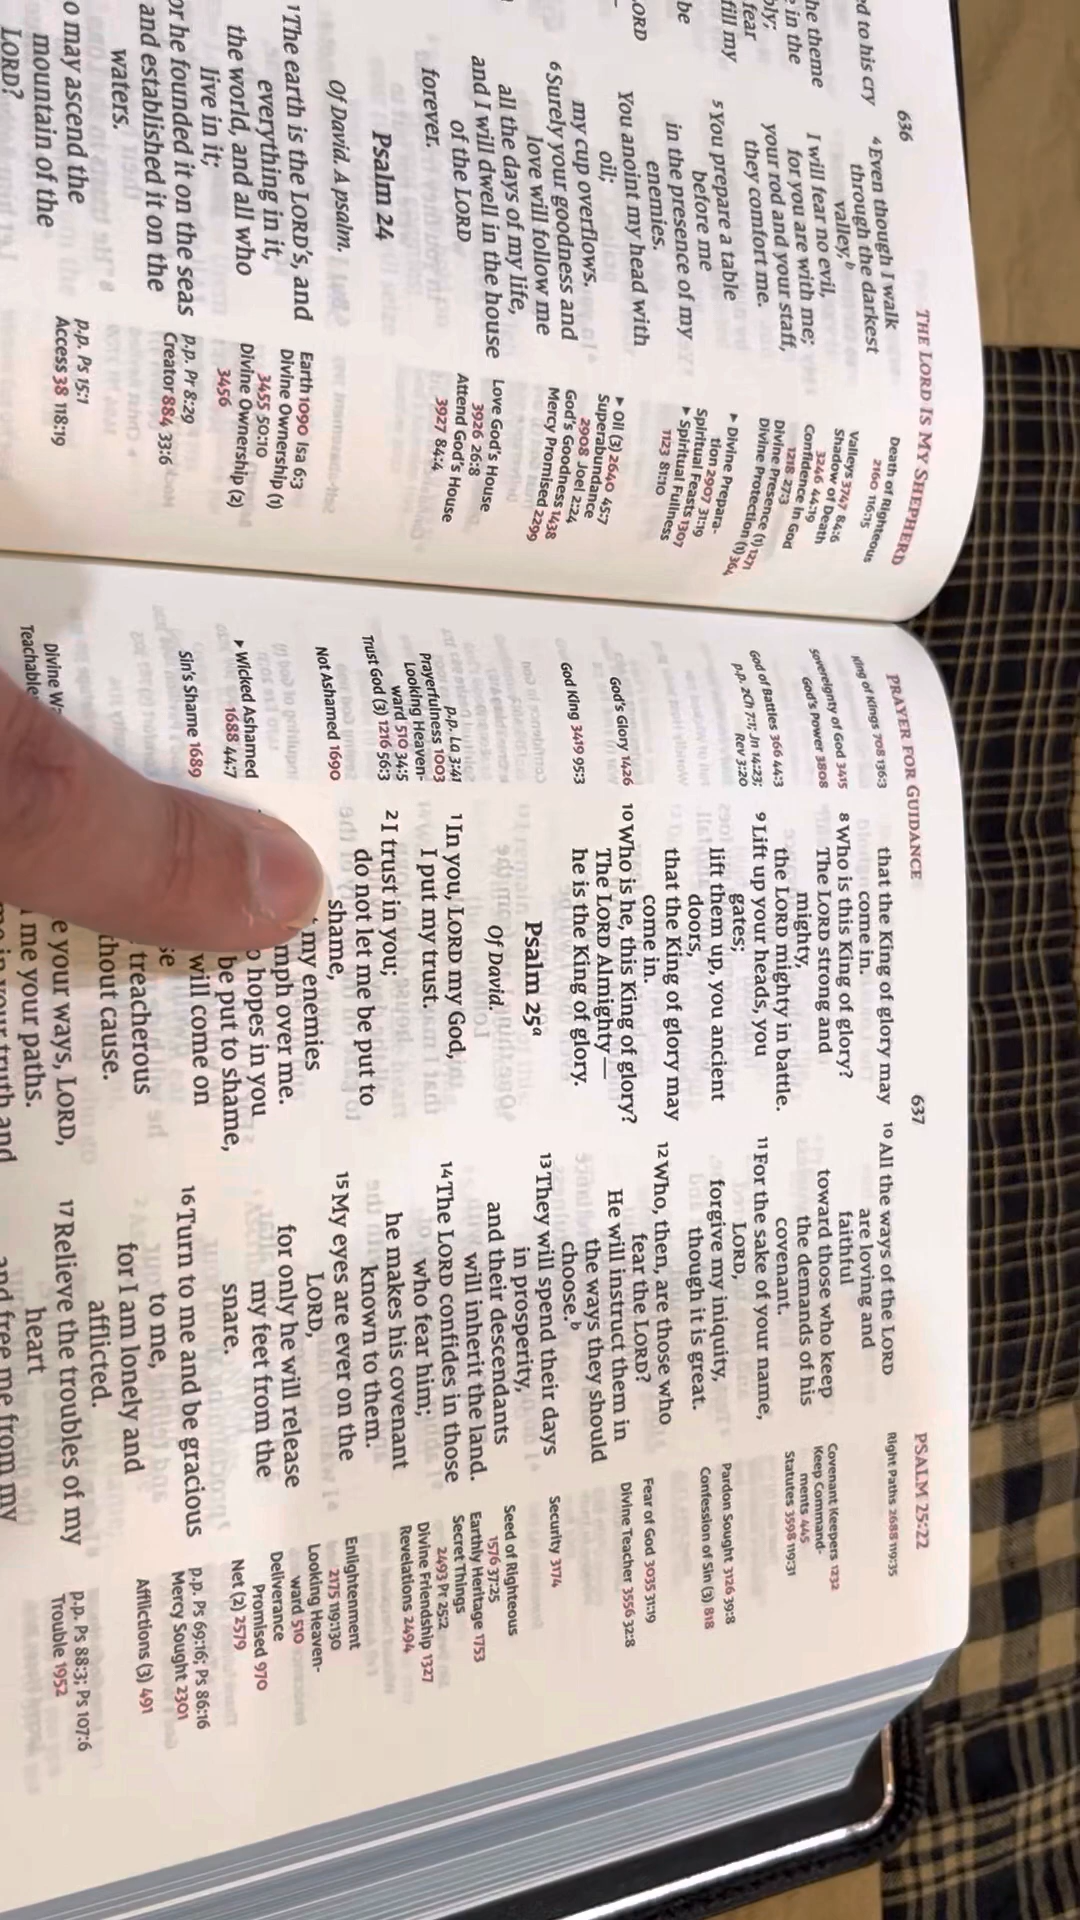 636
THE LORD IS MY SHEPHERD
d to his cry
he theme
in the
bly;
fear
fill my
be
LORD
4 Even though I walk
through the darkest
valley,b
I will fear no evil,
for you are with me;
your rod and your staff,
they comfort me.
5 You prepare a table
before me
in the presence of my
enemies.
You anoint my head with
oil;
my cup overflows.
6 Surely your goodness and
love will follow me
all the days of my life,
and I will dwell in the house
of the LORD
forever.
Psalm 24
Of David. A psalm.
1 The earth is the LORD's, and
everything in it,
the world, and all who
live in it;
or he founded it on the seas
and established it on the
waters.
o may ascend the
mountain of the
LORD?
Death of Righteous
2160 116:15
Valleys 3747 84:6
Shadow of Death
3246 44:19
Confidence in God
1218 27:3
Divine Presence (1) 1271
Divine Protection (1) 364
▸ Divine Prepara-
tion 2907 31:19
Spiritual Feasts 1307
▸ Spiritual Fullness
1123 81:10
▸ Oil (3) 2640 45:7
Superabundance
2908 Joel 2:24
God's Goodness 1438
Mercy Promised 2299
Love God's House
3926 26:8
Attend God's House
3927 84:4
Earth 1090 Isa 6:3
Divine Ownership (1)
3455 50:10
Divine Ownership (2)
3456
p.p. Pr 8:29
Creator 884 33:6
p.p. Ps 15:1
Access 38 118:19
PRAYER FOR GUIDANCE
637
PSALM 25:22
King of Kings 708 136:3
Sovereignty of God 3415
God's Power 3808
God of Battles 366 44:3
p.p. 2Ch 7:1; Jn 14:23;
Rev 3:20
God's Glory 1426
God King 3419 95:3
p.p. La 3:41
Prayerfulness 1003
Looking Heaven-
ward 510 34:5
Trust God (3) 1216 56:3
Not Ashamed 1690
▸ Wicked Ashamed
1688 44:7
Sin's Shame 1689
Divine W
Teachable
that the King of glory may
come in.
8 Who is this King of glory?
The LORD strong and
mighty,
the LORD mighty in battle.
9 Lift up your heads, you
gates;
lift them up, you ancient
doors,
that the King of glory may
come in.
10 Who is he, this King of glory?
The LORD Almighty—
he is the King of glory.
Psalm 25a
Of David.
1 In you, LORD my God,
I put my trust.
2 I trust in you;
do not let me be put to
shame,
my enemies
mph over me.
hopes in you
be put to shame,
will come on
se
treacherous
thout cause.
e your ways, LORD,
me your paths.
me in your truth and
10 All the ways of the LORD
are loving and
faithful
toward those who keep
the demands of his
covenant.
11 For the sake of your name,
LORD,
forgive my iniquity,
though it is great.
12 Who, then, are those who
fear the LORD?
He will instruct them in
the ways they should
choose.b
13 They will spend their days
in prosperity,
and their descendants
will inherit the land.
14 The LORD confides in those
who fear him;
he makes his covenant
known to them.
15 My eyes are ever on the
LORD,
for only he will release
my feet from the
snare.
16 Turn to me and be gracious
to me,
for I am lonely and
afflicted.
17 Relieve the troubles of my
heart
and free me from my
Right Paths 2688 119:35
Covenant Keepers 1232
Keep Command-
ments 445
Statutes 3598 119:31
Pardon Sought 3126 39:8
Confession of Sin (3) 818
Fear of God 3035 31:19
Divine Teacher 3556 32:8
Security 3174
Seed of Righteous
1576 37:25
Earthly Heritage 1753
Secret Things
2493 Pr 25:2
Divine Friendship 1327
Revelations 2494
Enlightenment
2175 119:130
Looking Heaven-
ward 510
Deliverance
Promised 970
Net (2) 2579
p.p. Ps 69:16; Ps 86:16
Mercy Sought 2301
Afflictions (3) 491
p.p. Ps 88:3; Ps 107:6
Trouble 1952